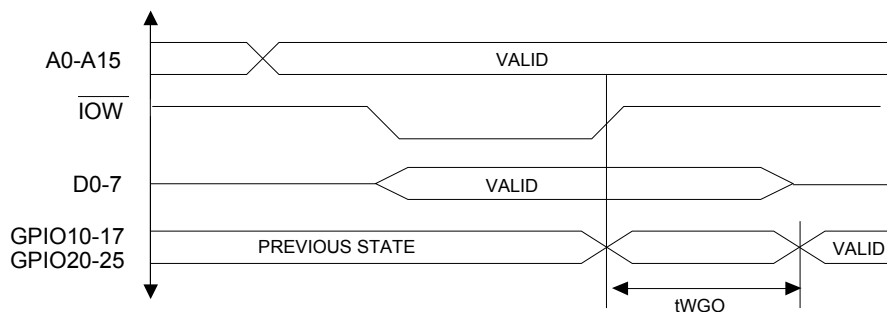 A0-A15
VALID
IOW
D0-7
VALID
GPIO10-17
GPIO20-25
PREVIOUS STATE
VALID
tWGO